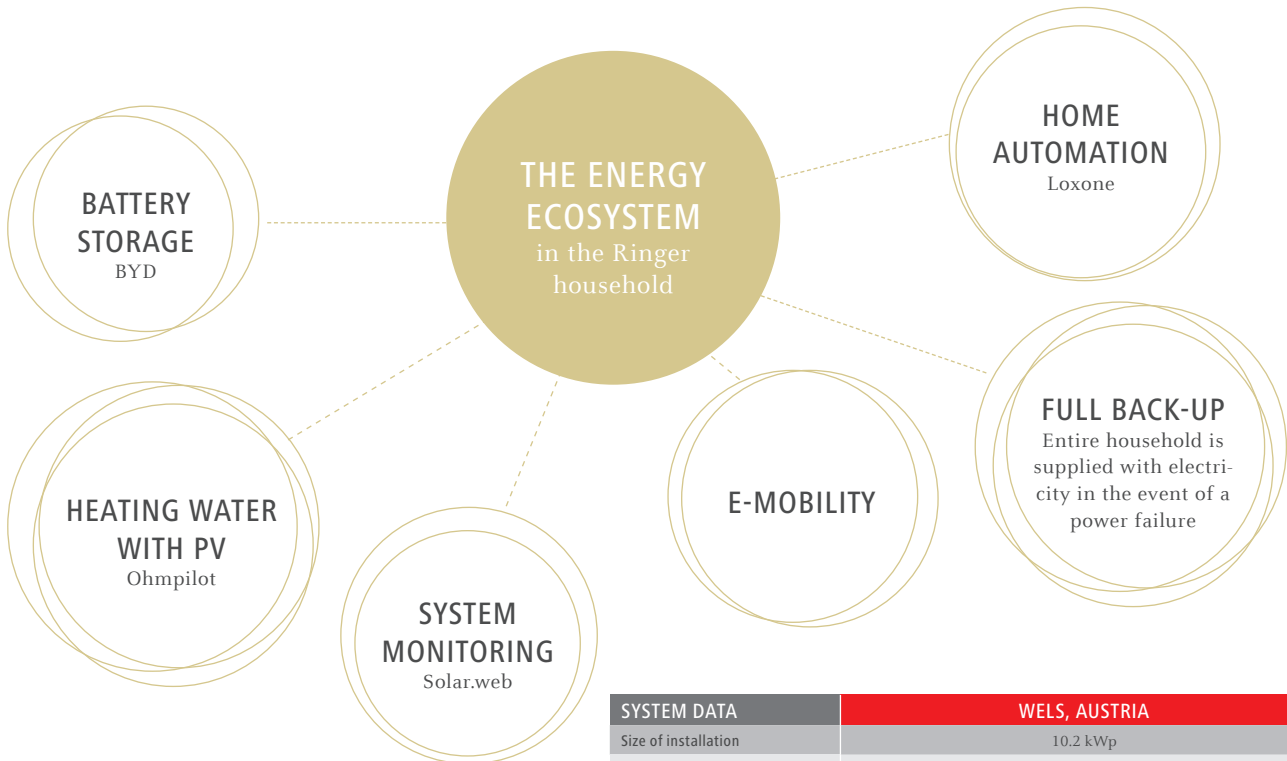 THE ENERGY
ECOSYSTEM
in the Ringer
household
HOME
AUTOMATION
Loxone
BATTERY
STORAGE
BYD
FULL BACK-UP
Entire household is
supplied with electri-
city in the event of a
power failure
E-MOBILITY
HEATING WATER
WITH PV
Ohmpilot
SYSTEM
MONITORING
Solar.web
SYSTEM DATA WELS, AUSTRIA
Size of installation 10.2 kWp